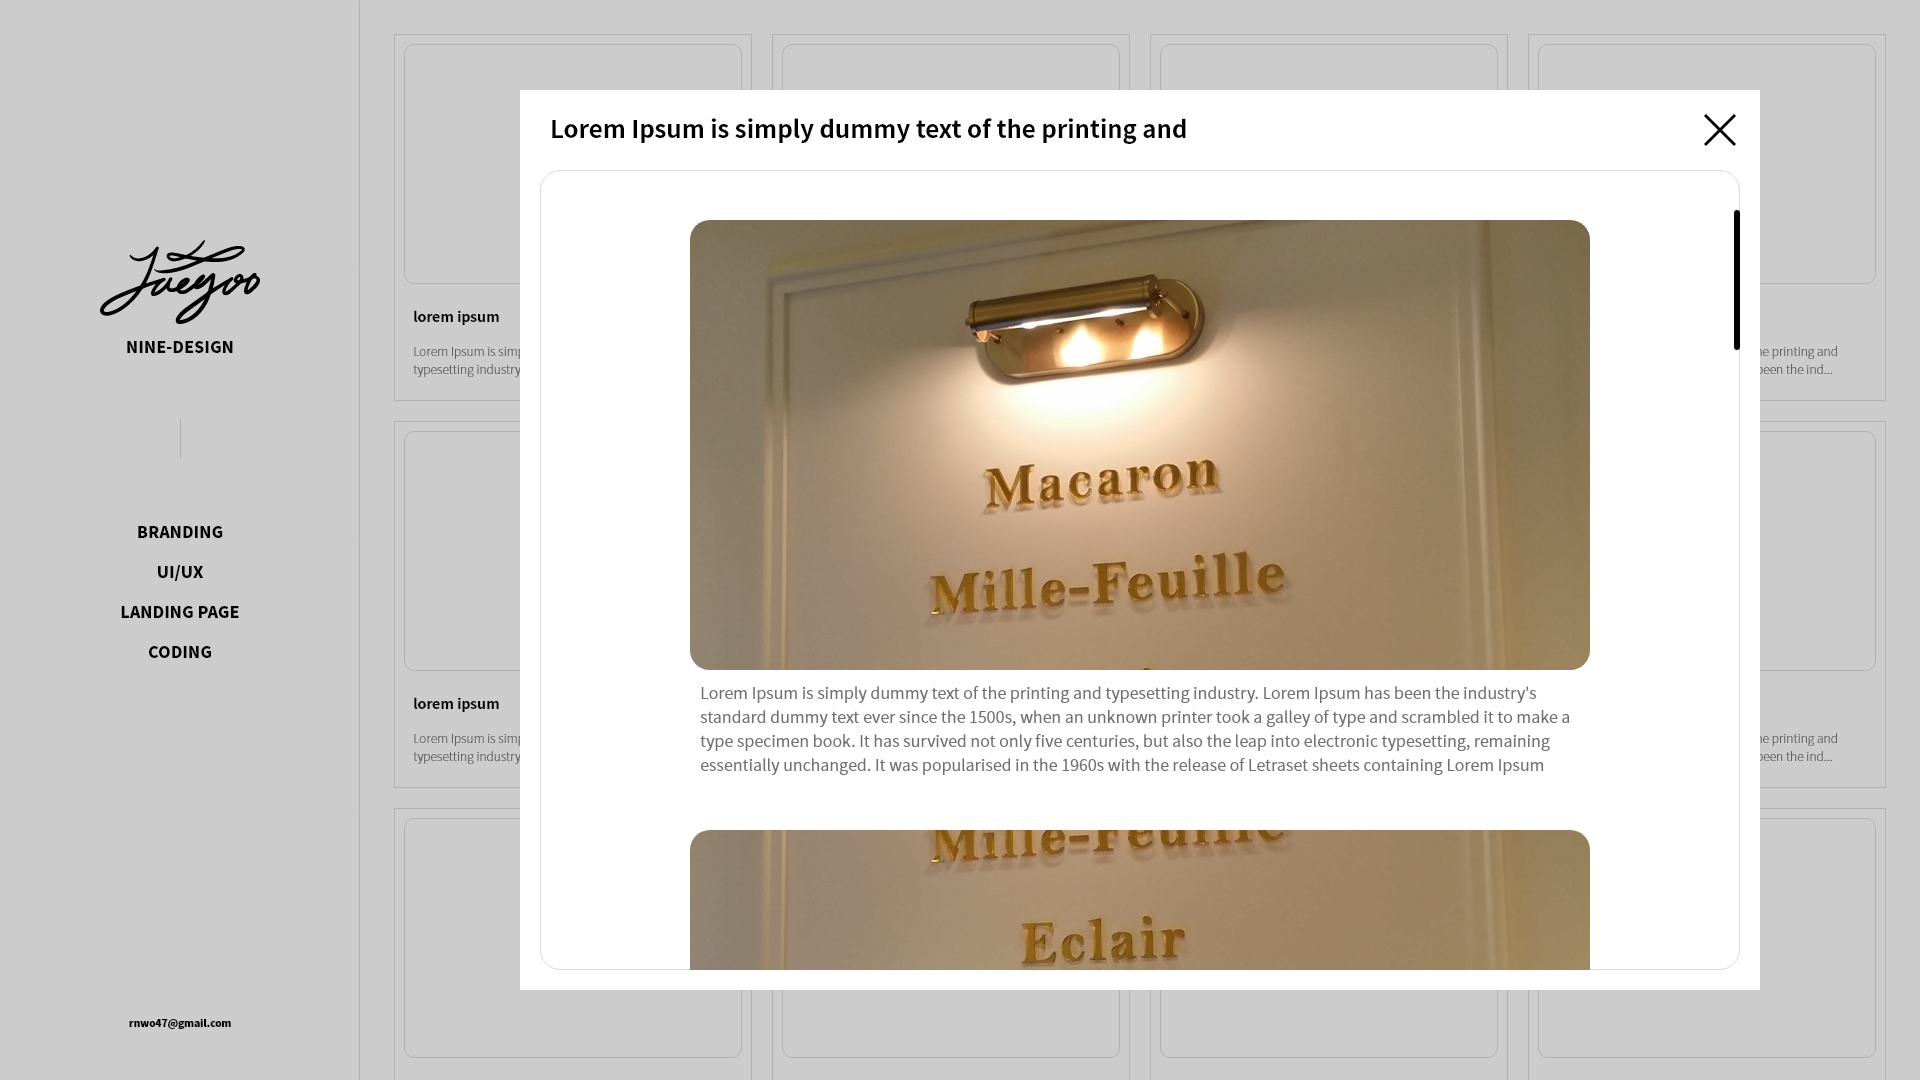 Jaeyoo
NINE-DESIGN
BRANDING
UI/UX
LANDING PAGE
CODING
rnwo47@gmail.com
lorem ipsum
Lorem Ipsum is
typesetting industry
he printing and
been the ind...
lorem ipsum
Lorem Ipsum is
typesetting industry
he printing and
been the ind...
Lorem Ipsum is simply dummy text of the printing and
Macaron
Mille-Feuille
Lorem Ipsum is simply dummy text of the printing and typesetting industry. Lorem Ipsum has been the industry's
standard dummy text ever since the 1500s, when an unknown printer took a galley of type and scrambled it to make a
type specimen book. It has survived not only five centuries, but also the leap into electronic typesetting, remaining
essentially unchanged. It was popularised in the 1960s with the release of Letraset sheets containing Lorem Ipsum
Mille-Feuille
Eclair